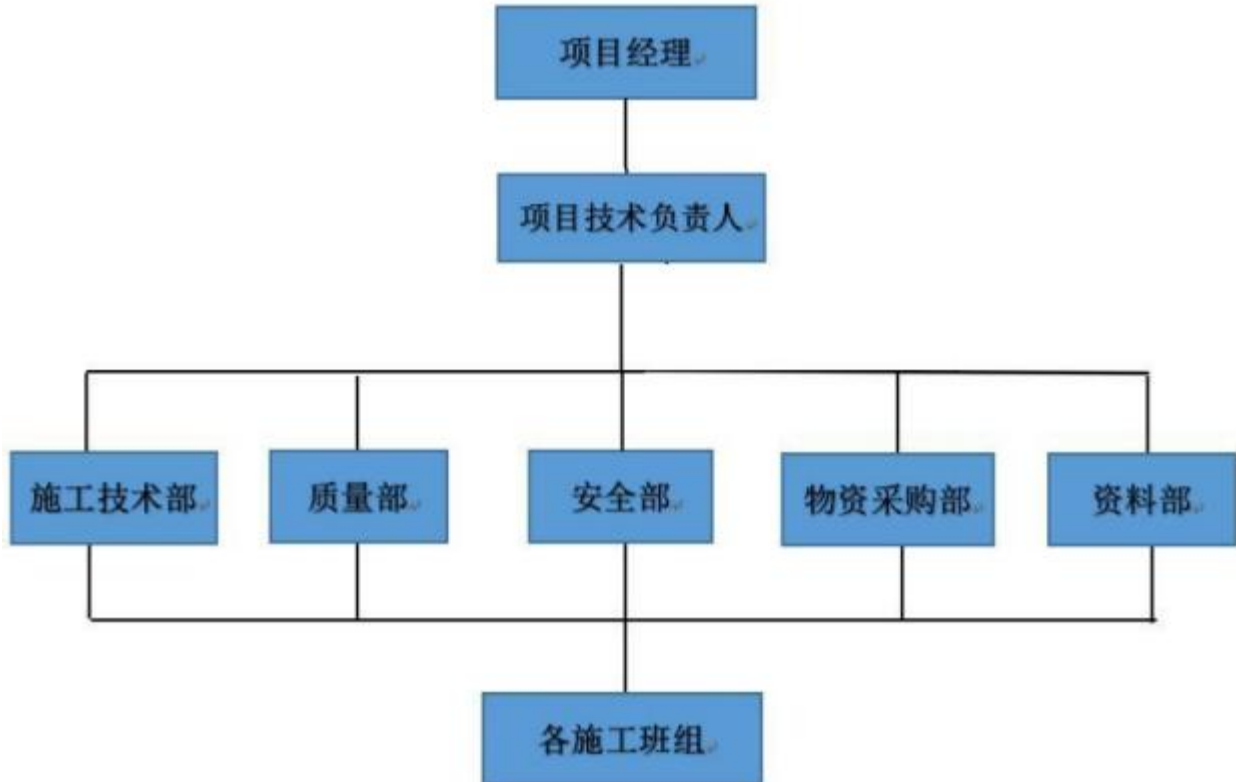 项目经理
项目技术负责人
施工技术部
质量部
安全部
物资采购部
资料部
各施工班组